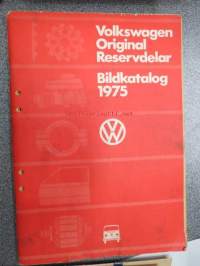 Volkswagen
Original
Reservdelar
Bildkatalog
1975